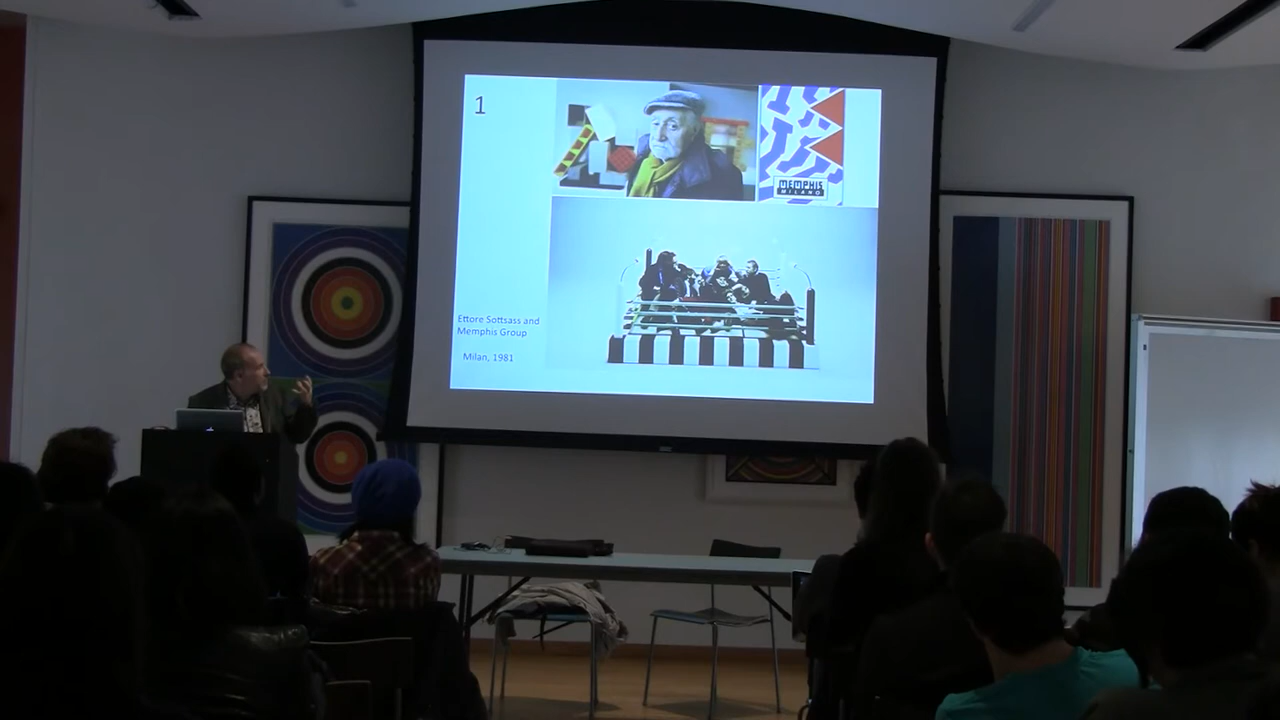 1
MEMPHIS
MILANO
Ettore Sottsass and
Memphis Group
Milan, 1981